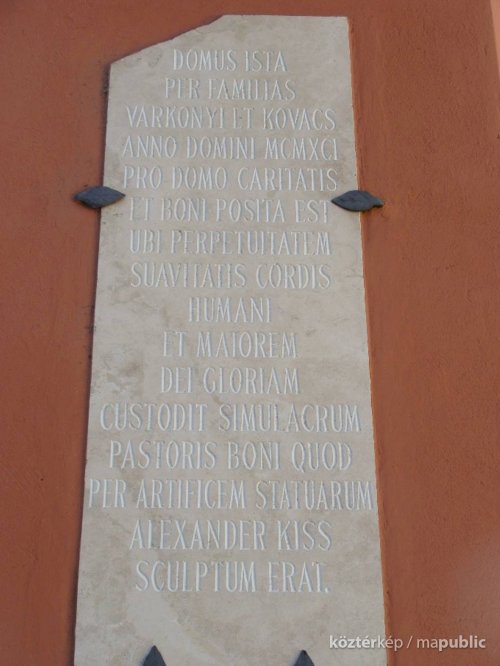 DOMUS ISTA
PER FAMILIAS
VARKONYI ET KOVACS
ANNO DOMINI MCMXCI
PRO DOMO CARITATIS
ET BONI POSITA EST
UBI PERPETUITATEM
SUAVITATIS CORDIS
HUMANI
ET MAIOREM
DEI GLORIAM
CUSTODIT SIMULACRUM
PASTORIS BONI QUOD
PER ARTIFICEM STATUARUM
ALEXANDER KISS
SCULPTUM ERAT.
köztérkép / mapublic